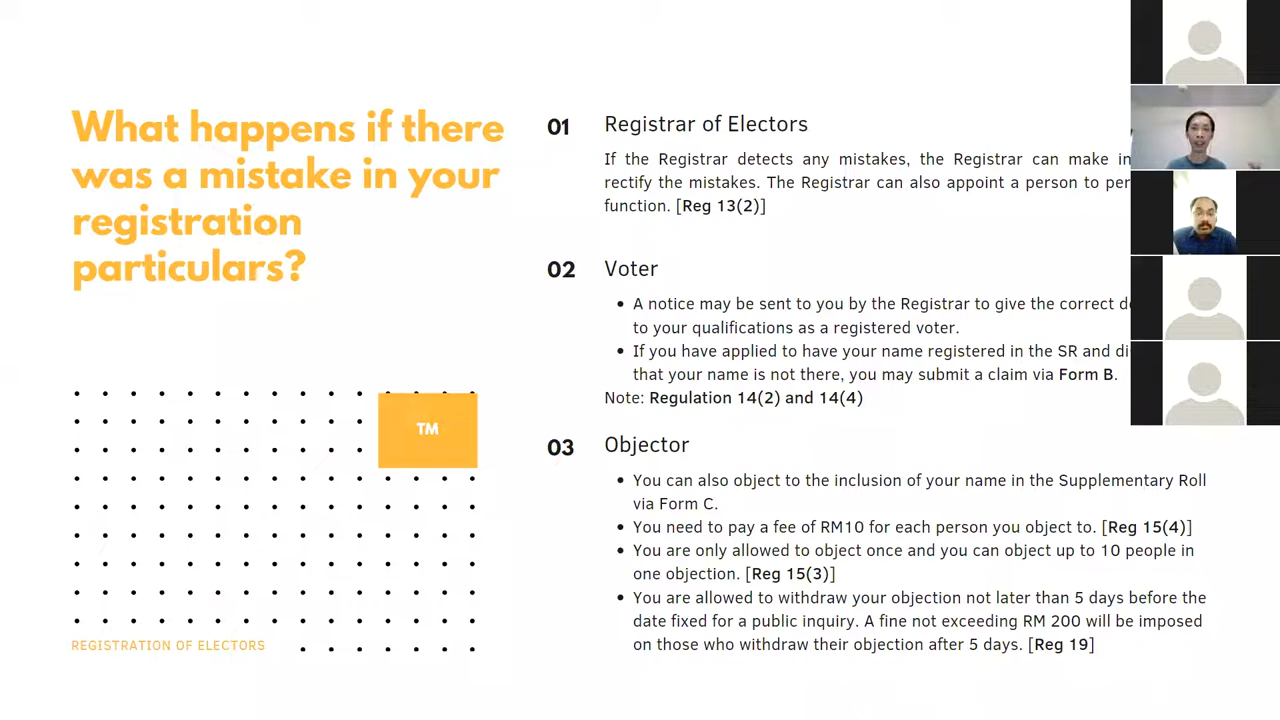 What happens if there
was a mistake in your
registration
particulars?
TM
REGISTRATION OF ELECTORS
01 Registrar of Electors
If the Registrar detects any mistakes, the Registrar can make
rectify the mistakes. The Registrar can also appoint a person to
function. [Reg 13(2)]
02 Voter
• A notice may be sent to you by the Registrar to give the correct
to your qualifications as a registered voter.
• If you have applied to have your name registered in the SR and
that your name is not there, you may submit a claim via Form B.
Note: Regulation 14(2) and 14(4)
03 Objector
• You can also object to the inclusion of your name in the Supplementary Roll
via Form C.
• You need to pay a fee of RM10 for each person you object to. [Reg 15(4)]
• You are only allowed to object once and you can object up to 10 people in
one objection. [Reg 15(3)]
• You are allowed to withdraw your objection not later than 5 days before the
date fixed for a public inquiry. A fine not exceeding RM 200 will be imposed
on those who withdraw their objection after 5 days. [Reg 19]